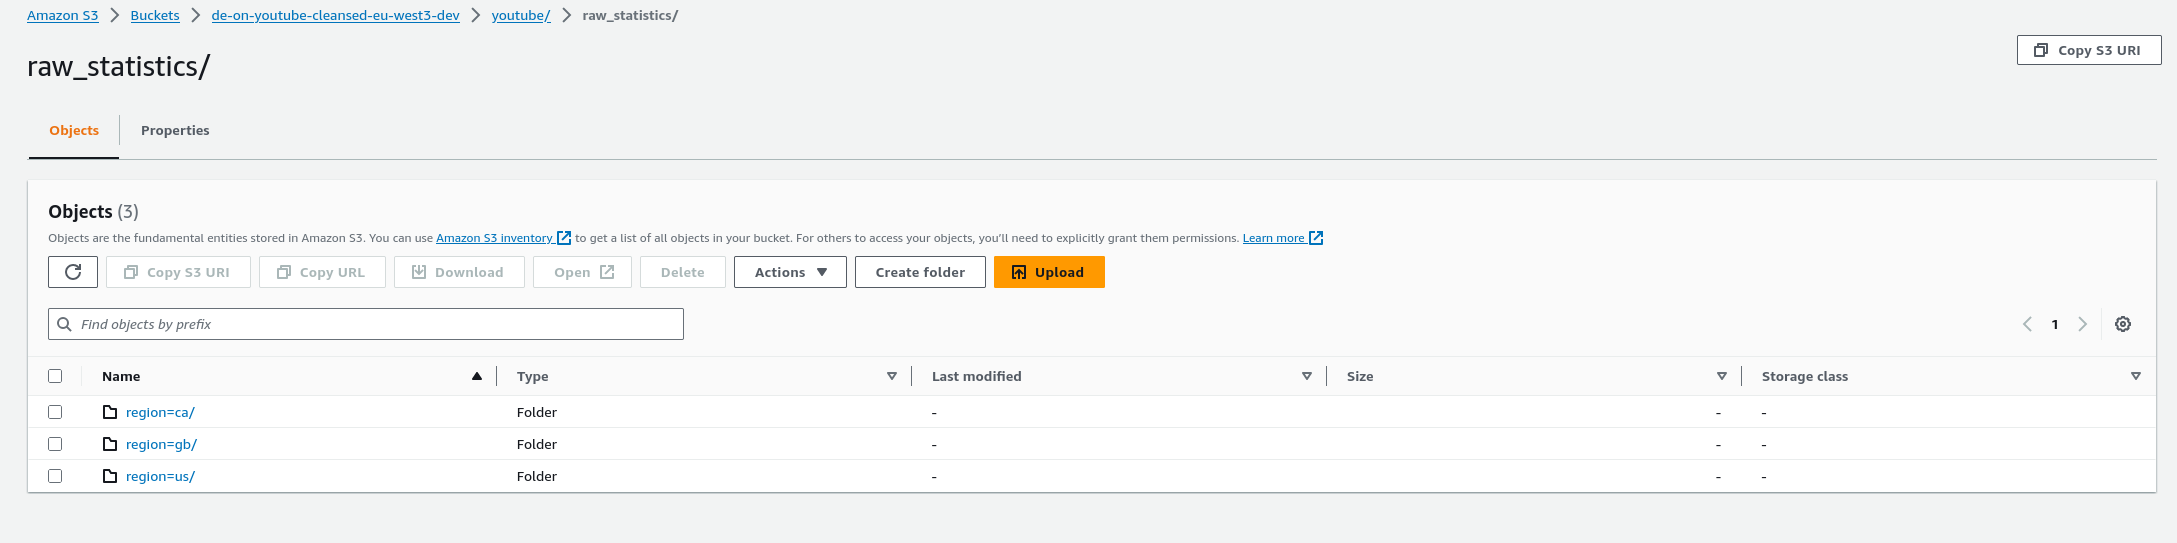 Amazon S3 > Buckets > de-on-youtube-cleansed-eu-west3-dev > youtube/ > raw_statistics/
raw_statistics/
Copy S3 URI
Objects Properties
Objects (3)
Objects are the fundamental entities stored in Amazon S3. You can use Amazon S3 inventory to get a list of all objects in your bucket. For others to access your objects, you'll need to explicitly grant them permissions. Learn more
Copy S3 URI Copy URL Download Open Delete Actions Create folder Upload
Find objects by prefix 1
Name Type Last modified Size Storage class
region=ca/ Folder - - -
region=gb/ Folder - - -
region=us/ Folder - - -